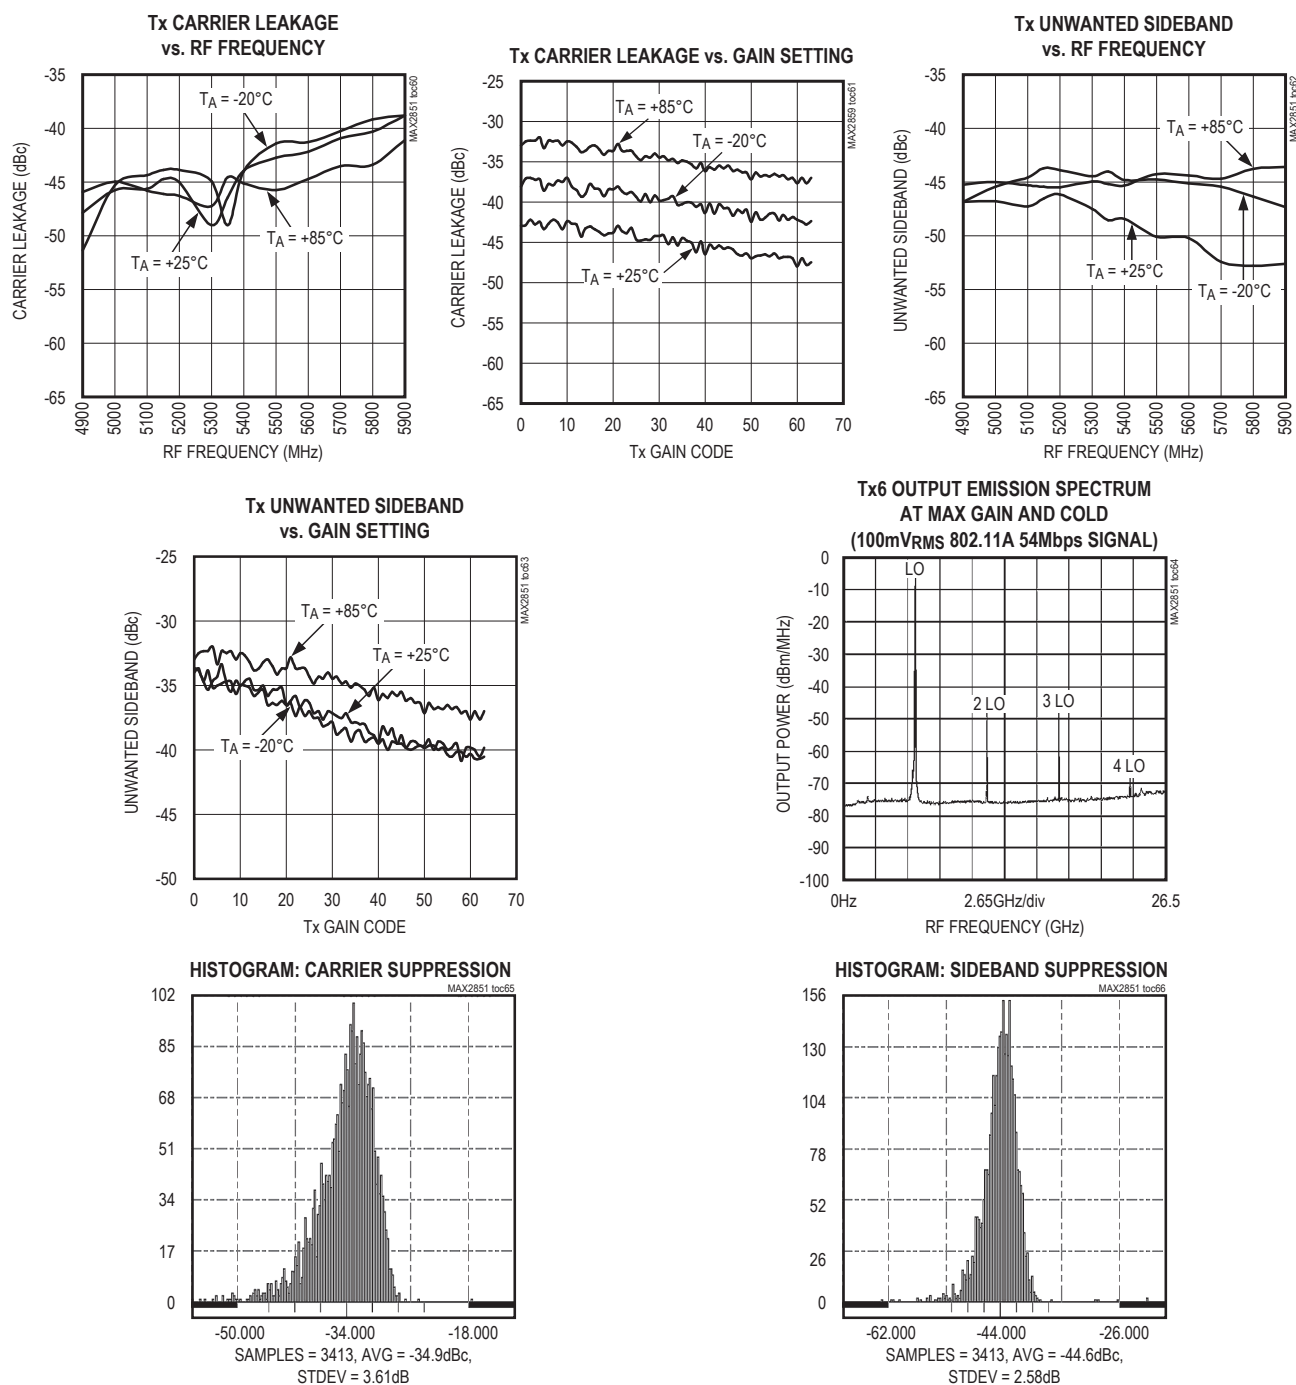 Tx CARRIER LEAKAGE
vs. RF FREQUENCY
-35
-40
-45
-50
-55
-60
-65
CARRIER LEAKAGE (dBc)
TA = -20°C
TA = +85°C
TA = +25°C
4900
5000
5100
5200
5300
5400
5500
5600
5700
5800
5900
RF FREQUENCY (MHz)
MAX2851 toc60
Tx CARRIER LEAKAGE vs. GAIN SETTING
-25
-30
-35
-40
-45
-50
-55
-60
-65
CARRIER LEAKAGE (dBc)
TA = +85°C
TA = -20°C
TA = +25°C
0 10 20 30 40 50 60 70
Tx GAIN CODE
MAX2859 toc61
Tx UNWANTED SIDEBAND
vs. RF FREQUENCY
-35
-40
-45
-50
-55
-60
-65
UNWANTED SIDEBAND (dBc)
TA = +85°C
TA = +25°C
TA = -20°C
4900
5000
5100
5200
5300
5400
5500
5600
5700
5800
5900
RF FREQUENCY (MHz)
MAX2851 toc62
Tx UNWANTED SIDEBAND
vs. GAIN SETTING
-25
-30
-35
-40
-45
-50
UNWANTED SIDEBAND (dBc)
TA = +85°C
TA = +25°C
TA = -20°C
0 10 20 30 40 50 60 70
Tx GAIN CODE
MAX2851 toc63
Tx6 OUTPUT EMISSION SPECTRUM
AT MAX GAIN AND COLD
(100mVRMS 802.11A 54Mbps SIGNAL)
0
-10
-20
-30
-40
-50
-60
-70
-80
-90
-100
OUTPUT POWER (dBm/MHz)
LO
2 LO
3 LO
4 LO
0Hz 2.65GHz/div 26.5
RF FREQUENCY (GHz)
MAX2851 toc64
HISTOGRAM: CARRIER SUPPRESSION
MAX2851 toc65
102
85
68
51
34
17
0
-50.000 -34.000 -18.000
SAMPLES = 3413, AVG = -34.9dBc,
STDEV = 3.61dB
HISTOGRAM: SIDEBAND SUPPRESSION
MAX2851 toc66
156
130
104
78
52
26
0
-62.000 -44.000 -26.000
SAMPLES = 3413, AVG = -44.6dBc,
STDEV = 2.58dB